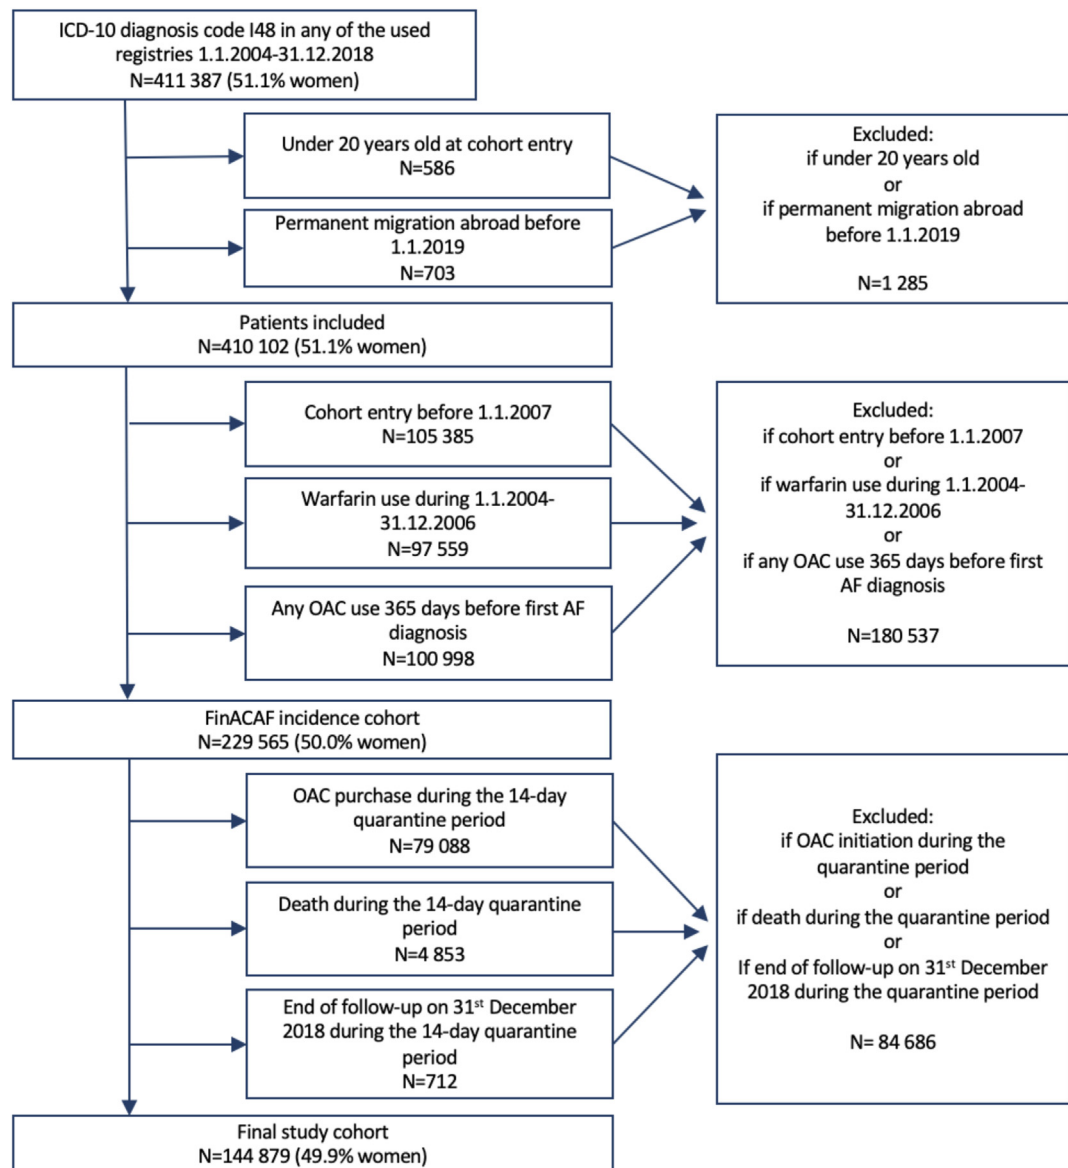 ICD-10 diagnosis code I48 in any of the used
registries 1.1.2004-31.12.2018
N=411 387 (51.1% women)
Under 20 years old at cohort entry
N=586
Permanent migration abroad before
1.1.2019
N=703
Excluded:
if under 20 years old
or
if permanent migration abroad
before 1.1.2019
N=1 285
Patients included
N=410 102 (51.1% women)
Cohort entry before 1.1.2007
N=105 385
Warfarin use during 1.1.2004-
31.12.2006
N=97 559
Any OAC use 365 days before first AF
diagnosis
N=100 998
Excluded:
if cohort entry before 1.1.2007
or
if warfarin use during 1.1.2004-
31.12.2006
or
if any OAC use 365 days before first
AF diagnosis
N=180 537
FinACAF incidence cohort
N=229 565 (50.0% women)
OAC purchase during the 14-day
quarantine period
N=79 088
Death during the 14-day quarantine
period
N=4 853
End of follow-up on 31st December
2018 during the 14-day quarantine
period
N=712
Excluded:
if OAC initiation during the
quarantine period
or
if death during the quarantine period
or
If end of follow-up on 31st December
2018 during the quarantine period
N= 84 686
Final study cohort
N=144 879 (49.9% women)